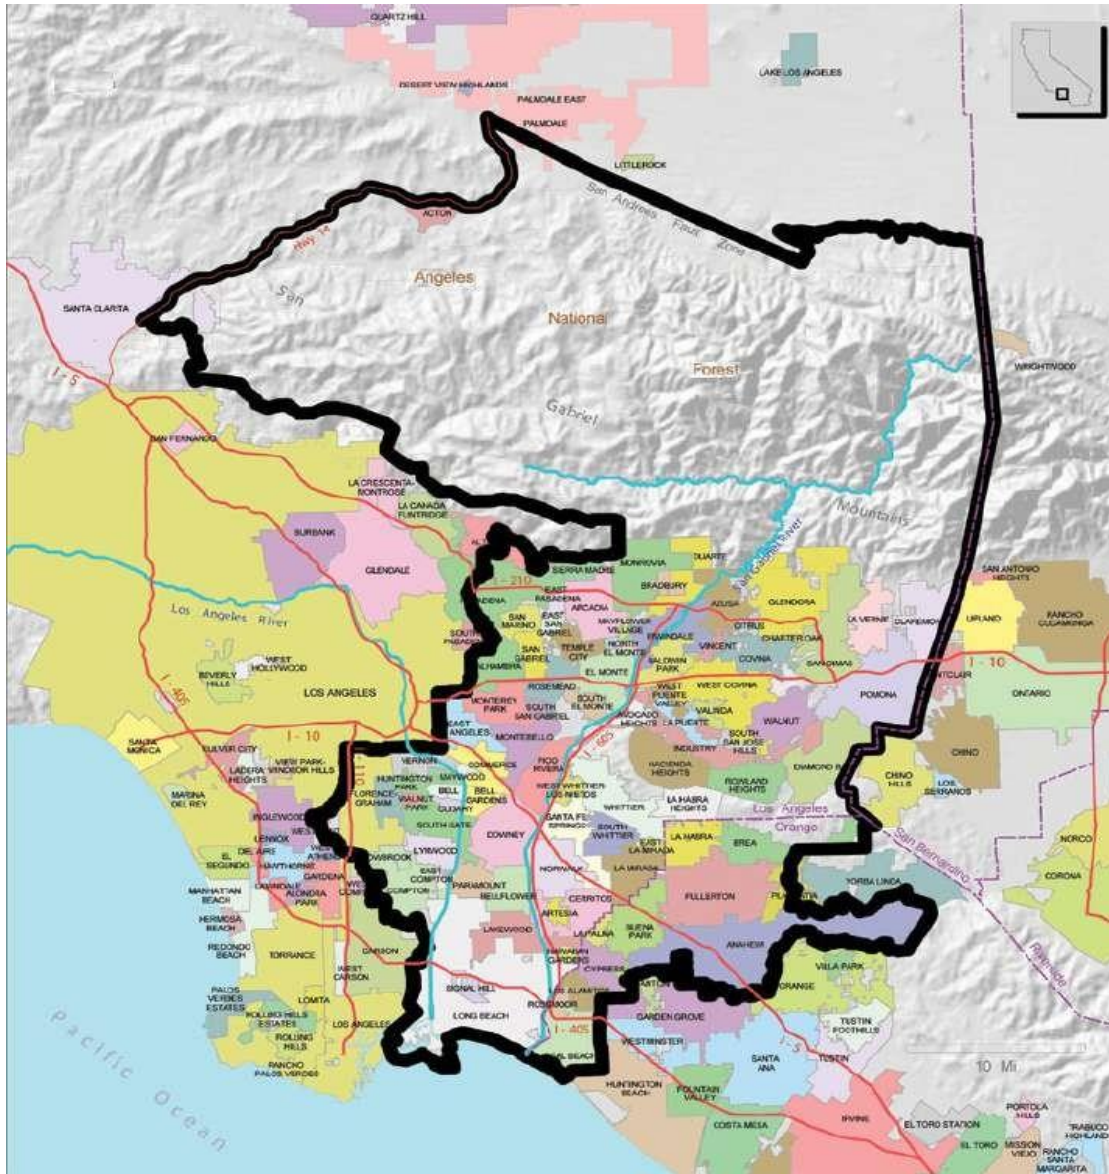 QUARTZ HILL
LAKE LOS ANGELES
DESERT VIEW HIGHLANDS
PALMDALE EAST
PALMDALE
LITTLEROCK
San Andreas
Zone
ACTON
Hwy 14
Angeles
San
National
SANTA CLARITA
Forest
WRIGHTWOOD
I - 5
Gabriel
SAN FERNANDO
LA CRESCENTA-
MONTROSE
LA CANADA
FLINTRIDGE
Mountains
BURBANK
GLENDALE
SIERRA MADRE
MONROVIA
DUARTE
BRADBURY
San Gabriel River
SAN ANTONIO
HEIGHTS
I - 210
EAST
PASADENA
ARCADIA
AZUSA
GLENDORA
UPLAND
RANCHO
CUCAMONGA
Los Angeles
River
SOUTH
SAN
MARINO
EAST
SAN
GABRIEL
MAYFLOWER
VILLAGE
CITRUS
LA VERNE
IRWINDALE
VINCENT
CHARTER OAK
ALHAMBRA
SAN
GABRIEL
TEMPLE
CITY
NORTH
EL MONTE
BALDWIN
PARK
COVINA
SAN DIMAS
I - 10
WEST
HOLLYWOOD
BEVERLY
HILLS
LOS ANGELES
EL MONTE
ROSEMEAD
WEST
PUENTE
VALLEY
WEST COVINA
POMONA
ONTARIO
MONTEREY
PARK
SOUTH
SAN GABRIEL
SOUTH
EL MONTE
AVOCADO
HEIGHTS
LA PUENTE
VALINDA
WALNUT
I - 405
SANTA
MONICA
I - 10
CULVER CITY
VIEW PARK-
WINDSOR HILLS
LADERA
HEIGHTS
I - 110
EAST
MONTEBELLO
I - 605
INDUSTRY
SOUTH
SAN JOSE
HILLS
CHINO
VERNON
COMMERCE
PICO
RIVERA
HACIENDA
HEIGHTS
ROWLAND
HEIGHTS
DIAMOND
CHINO
HILLS
LOS
SERRANOS
MARINA
DEL REY
FLORENCE-
GRAHAM
HUNTINGTON
PARK
MAYWOOD
WALNUT
PARK
BELL
CUDAHY
BELL
GARDENS
WEST WHITTIER
LOS NIETOS
WHITTIER
LA HABRA
HEIGHTS
Los Angeles
Orange
INGLEWOOD
SOUTH GATE
DOWNEY
SANTA FE
SPRINGS
SOUTH
WHITTIER
LA HABRA
BREA
San Bernardino
NORCO
LENNOX
DEL AIRE
EL
SEGUNDO
HAWTHORNE
LYNWOOD
EAST
LA MIRADA
LA MIRADA
CORONA
GARDENA
EAST
COMPTON
COMPTON
PARAMOUNT
NORWALK
YORBA LINDA
MANHATTAN
BEACH
ALONDRA
PARK
BELLFLOWER
CERRITOS
FULLERTON
HERMOSA
BEACH
ARTESIA
LAKEWOOD
LA PALMA
BUENA
PARK
Riverside
REDONDO
BEACH
TORRANCE
CARSON
HAWAIIAN
GARDENS
ANAHEIM
WEST
CARSON
CYPRESS
VILLA PARK
PALOS
VERDES
ESTATES
LOMITA
SIGNAL HILL
LOS ALAMITOS
ORANGE
ROLLING HILLS
ESTATES
LOS ANGELES
LONG BEACH
ROSSMOOR
GARDEN GROVE
TUSTIN
FOOTHILLS
ROLLING
HILLS
I - 405
WESTMINSTER
I - 5
RANCHO
PALOS VERDES
SEAL BEACH
SANTA
ANA
TUSTIN
10 Mi
Pacific Ocean
HUNTINGTON
BEACH
FOUNTAIN
VALLEY
COSTA MESA
IRVINE
EL TORO STATION
PORTOLA
HILLS
EL TORO
MISSION
VIEJO
RANCHO
SANTA
MARGARITA